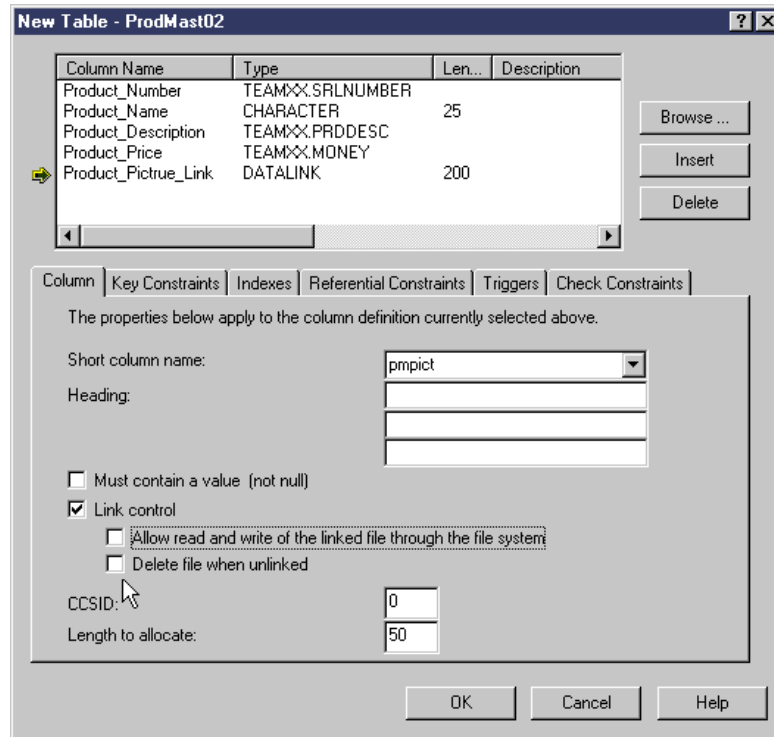 New Table - ProdMast02
Column Name Type Len... Description
Product_Number TEAMXX.SRLNUMBER
Product_Name CHARACTER 25
Product_Description TEAMXX.PRDDESC
Product_Price TEAMXX.MONEY
Product_Pictrue_Link DATALINK 200
Browse ...
Insert
Delete
Column Key Constraints Indexes Referential Constraints Triggers Check Constraints
The properties below apply to the column definition currently selected above.
Short column name: pmpict
Heading:
Must contain a value (not null)
Link control
Allow read and write of the linked file through the file system
Delete file when unlinked
CCSID: 0
Length to allocate: 50
OK Cancel Help